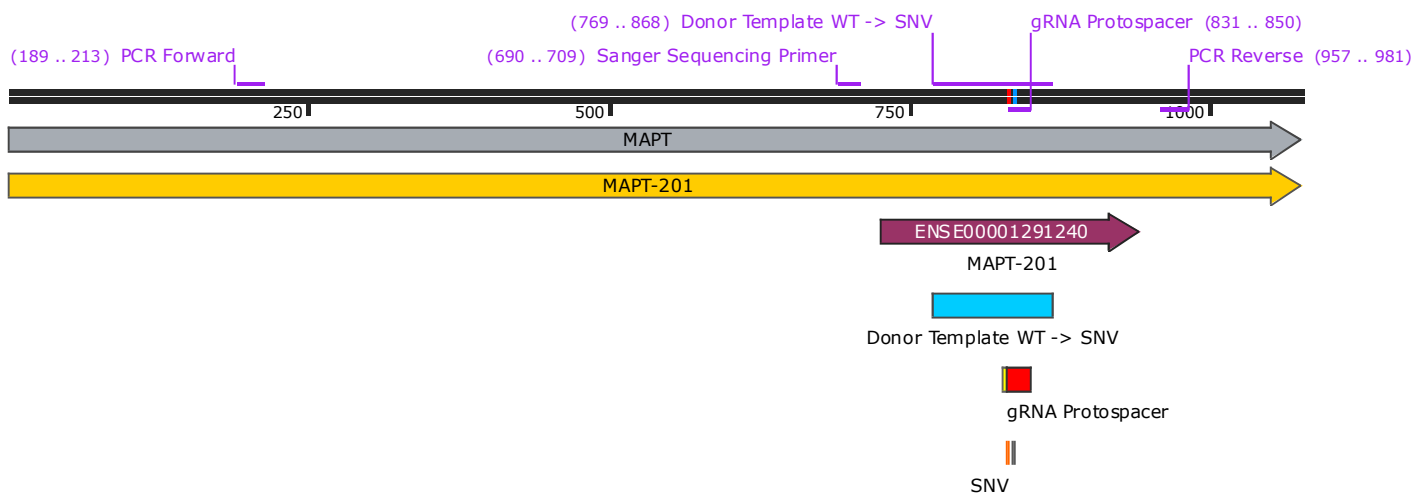 (769 .. 868) Donor Template WT -> SNV
gRNA Protospacer (831 .. 850)
(189 .. 213) PCR Forward
(690 .. 709) Sanger Sequencing Primer
PCR Reverse (957 .. 981)
250
500
750
1000
MAPT
MAPT-201
ENSE00001291240
MAPT-201
Donor Template WT -> SNV
gRNA Protospacer
SNV